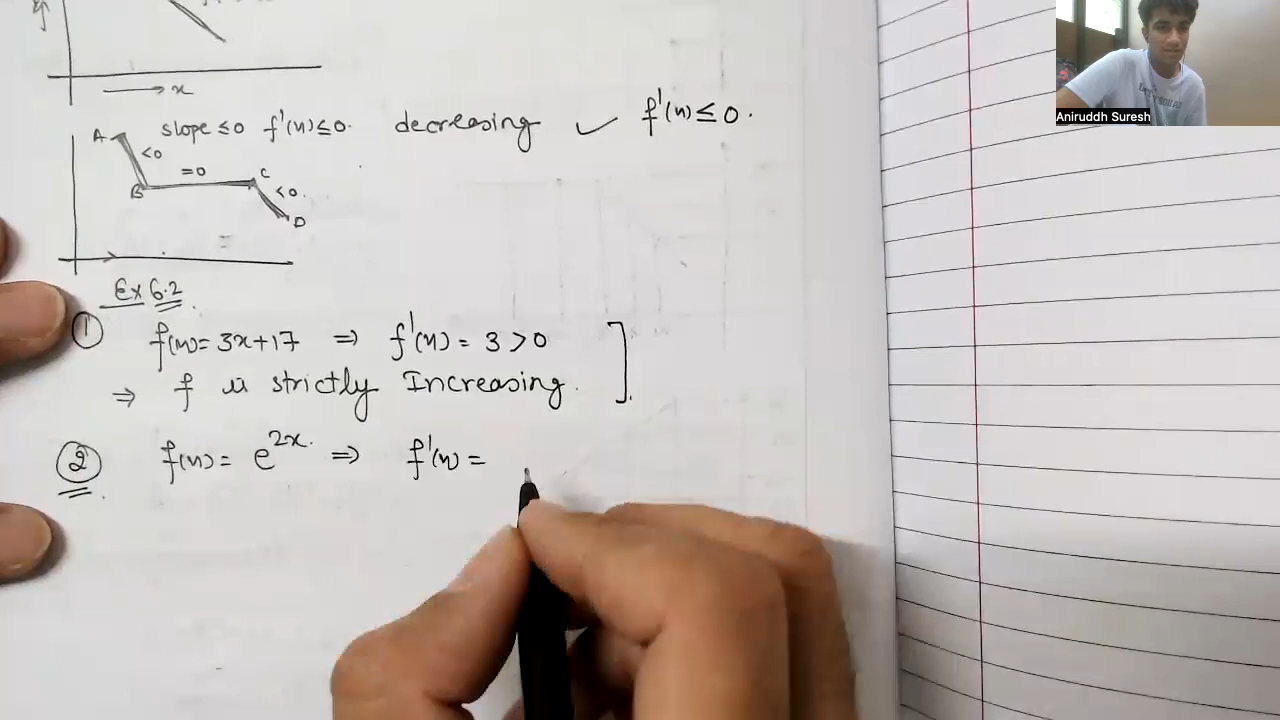 x
slope ≤0 f'(x)≤0. decreasing ✓ f'(x)≤0.
A <0 =0 C <0. B D
Ex 6.2
① f(x)= 3x+17 ⇒ f'(x) = 3 >0
⇒ f is strictly Increasing.
② f(x)= e^2x. ⇒ f'(x) =
Aniruddh Suresh